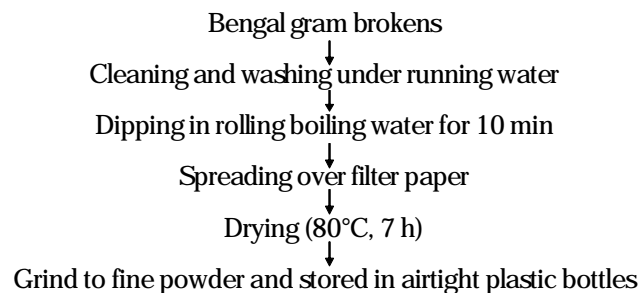 Bengal gram brokens
Cleaning and washing under running water
Dipping in rolling boiling water for 10 min
Spreading over filter paper
Drying (80°C, 7 h)
Grind to fine powder and stored in airtight plastic bottles